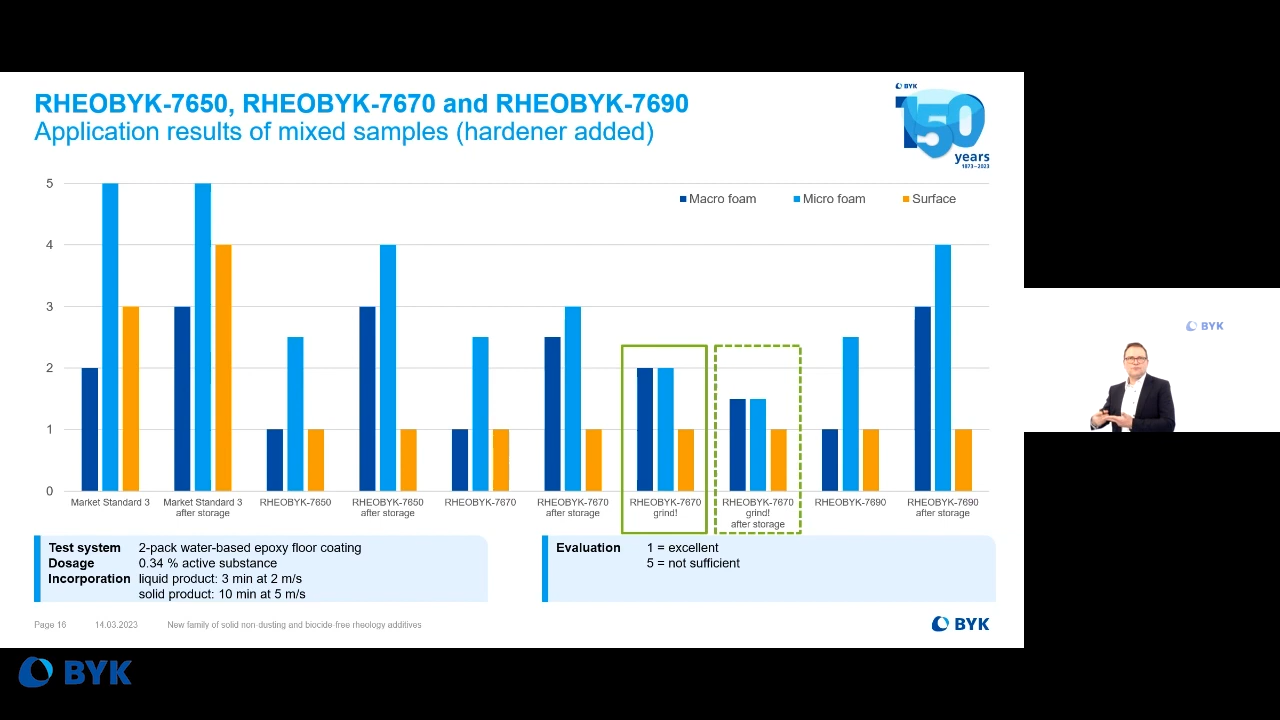 RHEOBYK-7650, RHEOBYK-7670 and RHEOBYK-7690
Application results of mixed samples (hardener added)
BYK
150
years
1873–2023
5
4
3
2
1
0
Macro foam
Micro foam
Surface
Market Standard 3
Market Standard 3
after storage
RHEOBYK-7650
RHEOBYK-7650
after storage
RHEOBYK-7670
RHEOBYK-7670
after storage
RHEOBYK-7670
grind!
RHEOBYK-7670
grind!
after storage
RHEOBYK-7690
RHEOBYK-7690
after storage
Test system 2-pack water-based epoxy floor coating
Dosage 0.34 % active substance
Incorporation liquid product: 3 min at 2 m/s
solid product: 10 min at 5 m/s
Evaluation 1 = excellent
5 = not sufficient
Page 16 14.03.2023 New family of solid non-dusting and biocide-free rheology additives
BYK
BYK
BYK